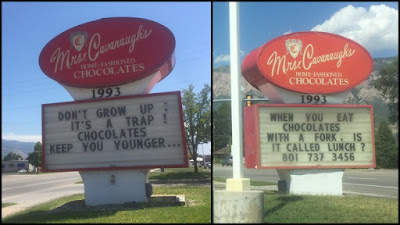 Mrs. Cavanaugh's
HOME-FASHIONED
CHOCOLATES
1993
DON'T GROW UP :
IT'S A TRAP !
CHOCOLATES
KEEP YOU YOUNGER...
Mrs. Cavanaugh's
HOME-FASHIONED
CHOCOLATES
1993
WHEN YOU EAT
CHOCOLATES
WITH A FORK : IS
IT CALLED LUNCH ?
801 737 3456